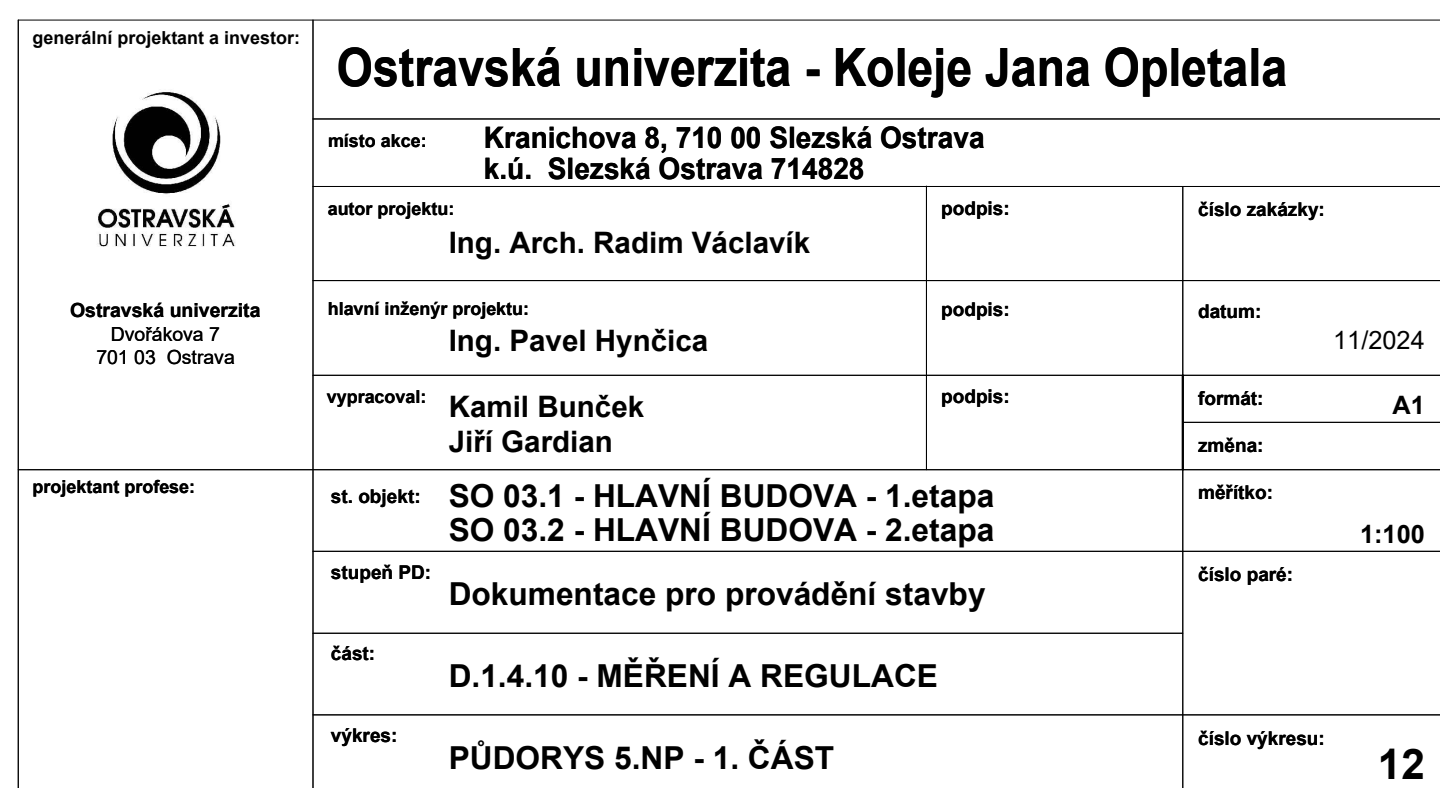 generální projektant a investor:
OSTRAVSKÁ
UNIVERZITA
Ostravská univerzita
Dvořákova 7
701 03  Ostrava
projektant profese:
Ostravská univerzita - Koleje Jana Opletala
místo akce: Kranichova 8, 710 00 Slezská Ostrava
k.ú.  Slezská Ostrava 714828
autor projektu: podpis: číslo zakázky:
Ing. Arch. Radim Václavík
hlavní inženýr projektu: podpis: datum:
Ing. Pavel Hynčica 11/2024
vypracoval: Kamil Bunček podpis: formát: A1
Jiří Gardian změna:
st. objekt: SO 03.1 - HLAVNÍ BUDOVA - 1.etapa měřítko:
SO 03.2 - HLAVNÍ BUDOVA - 2.etapa 1:100
stupeň PD: číslo paré:
Dokumentace pro provádění stavby
část:
D.1.4.10 - MĚŘENÍ A REGULACE
výkres: číslo výkresu:
PŮDORYS 5.NP - 1. ČÁST 12